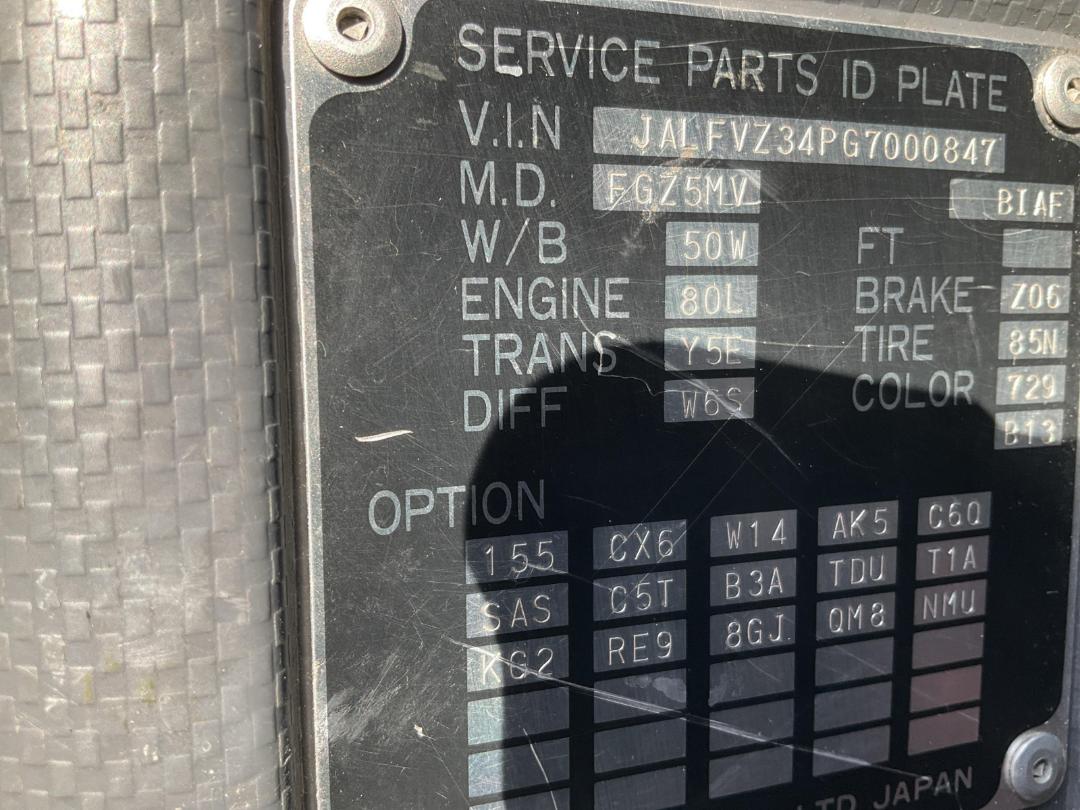 SERVICE PARTS ID PLATE
V.I.N JALFVZ34PG7000847
M.D. FGZ5MV BIAF
W/B 50W FT
ENGINE 80L BRAKE Z06
TRANS Y5E TIRE 85N
DIFF W6S COLOR 729
B13
OPTION
155 CX6 W14 AK5 C6Q
SAS C5T B3A TDU T1A
KG2 RE9 8GJ QM8 NMU
LTD JAPAN